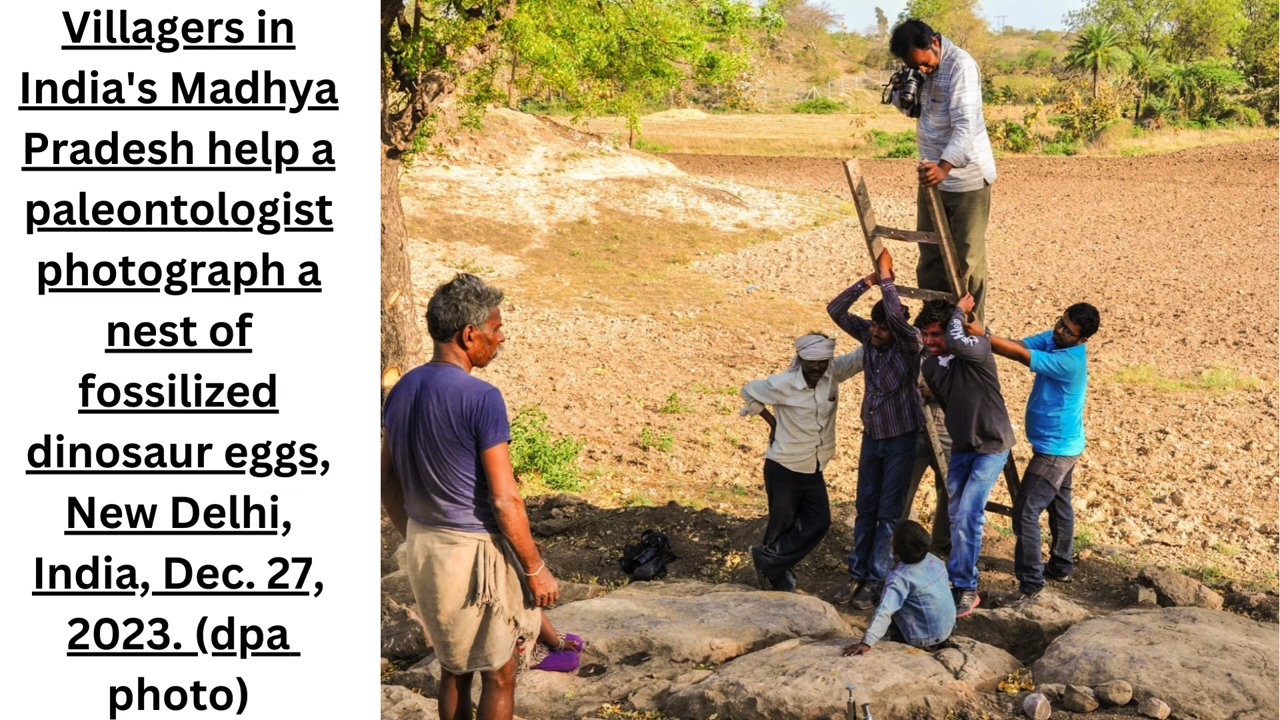 Villagers in
India's Madhya
Pradesh help a
paleontologist
photograph a
nest of
fossilized
dinosaur eggs,
New Delhi,
India, Dec. 27,
2023. (dpa
photo)